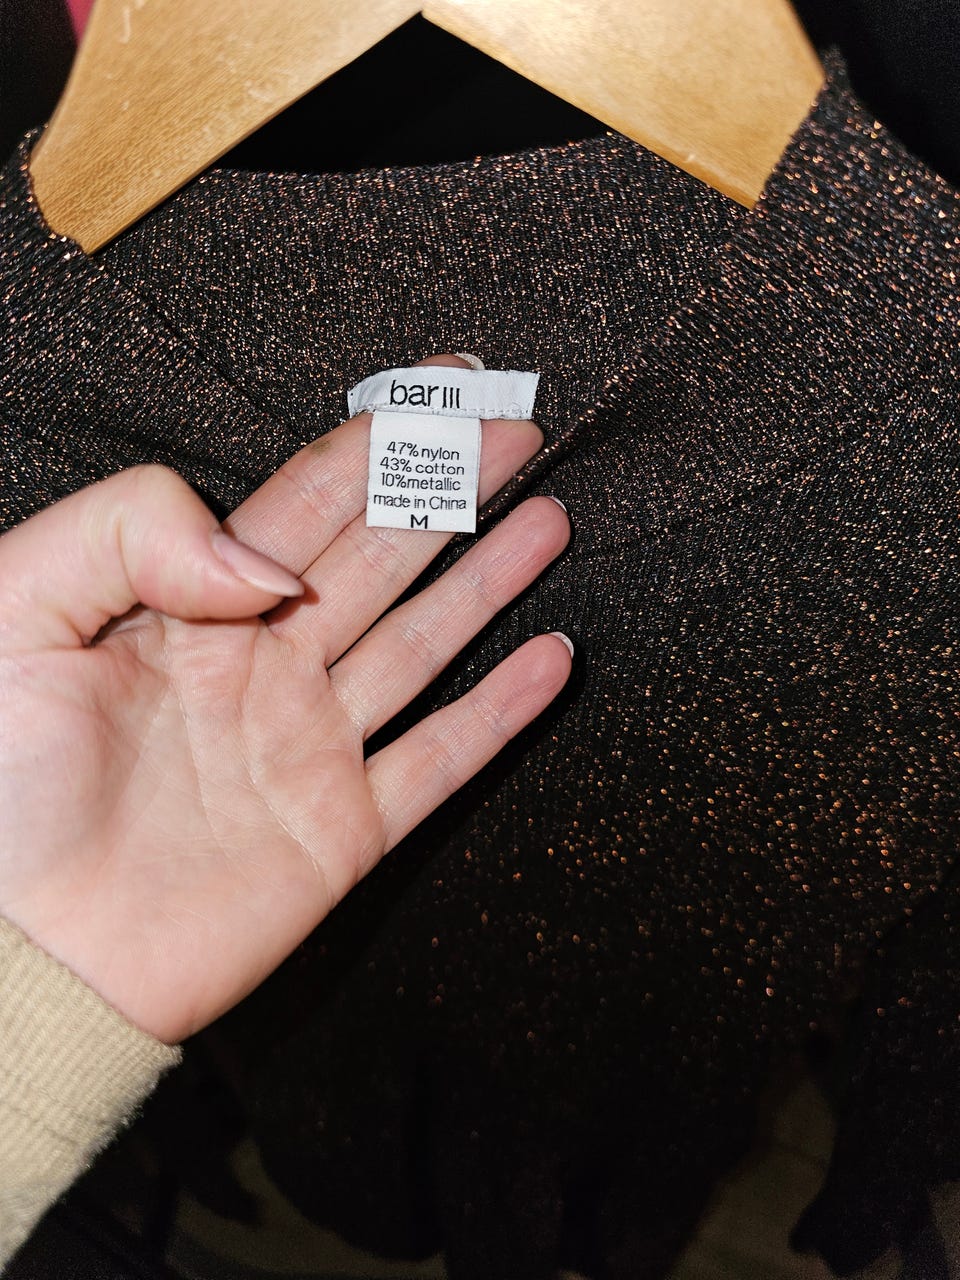 bar III
47% nylon
43% cotton
10%metallic
made in China
M